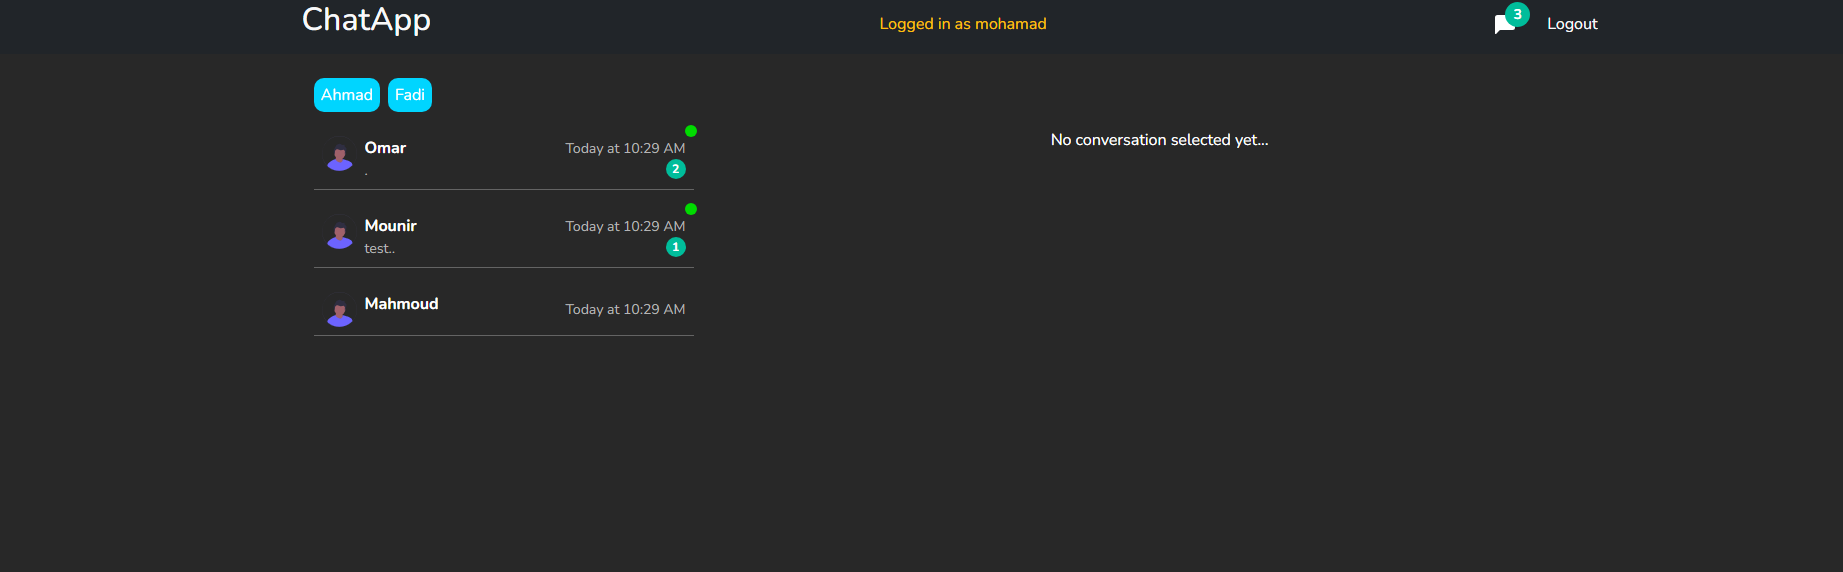 ChatApp
Logged in as mohamad
3
Logout
Ahmad
Fadi
Omar
Today at 10:29 AM
.
2
Mounir
Today at 10:29 AM
test..
1
Mahmoud
Today at 10:29 AM
No conversation selected yet...